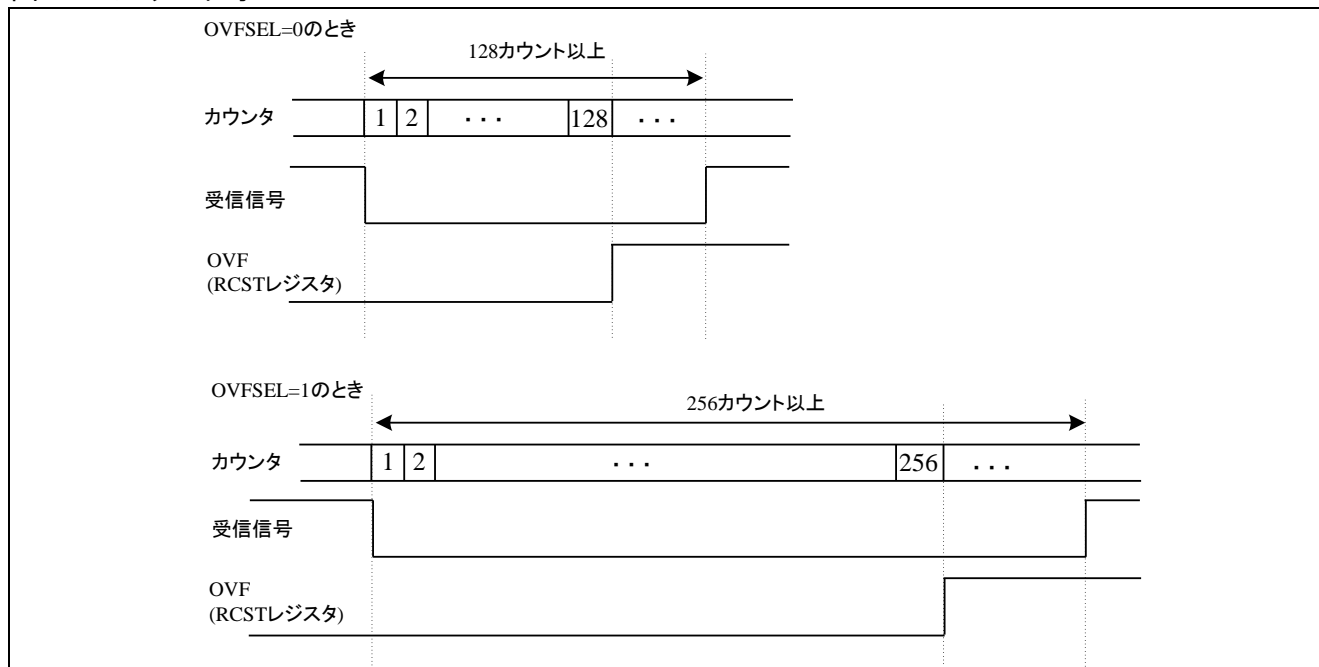 OVFSEL=0のとき
128カウント以上
カウンタ 1 2 ・・・ 128 ・・・
受信信号
OVF
(RCSTレジスタ)
OVFSEL=1のとき
256カウント以上
カウンタ 1 2 ・・・ 256 ・・・
受信信号
OVF
(RCSTレジスタ)